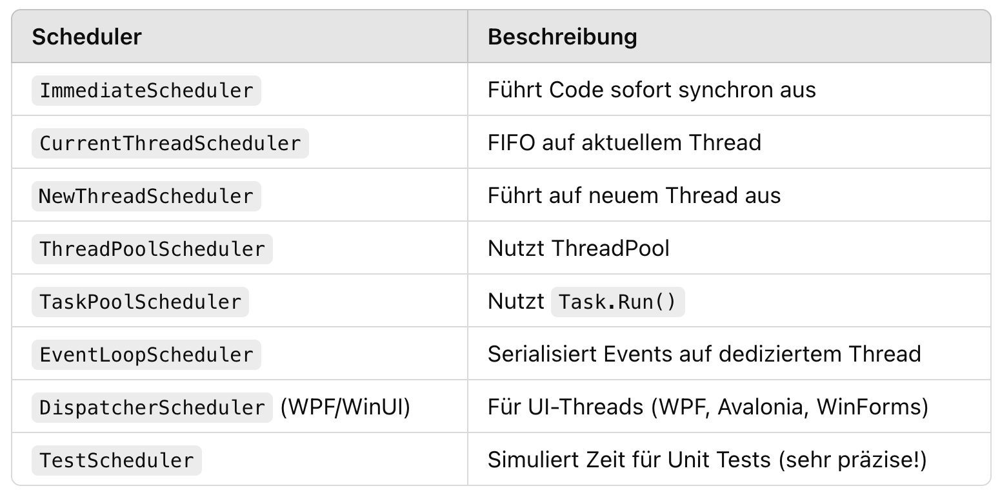 Scheduler Beschreibung
ImmediateScheduler Führt Code sofort synchron aus
CurrentThreadScheduler FIFO auf aktuellem Thread
NewThreadScheduler Führt auf neuem Thread aus
ThreadPoolScheduler Nutzt ThreadPool
TaskPoolScheduler Nutzt Task.Run()
EventLoopScheduler Serialisiert Events auf dediziertem Thread
DispatcherScheduler (WPF/WinUI) Für UI-Threads (WPF, Avalonia, WinForms)
TestScheduler Simuliert Zeit für Unit Tests (sehr präzise!)